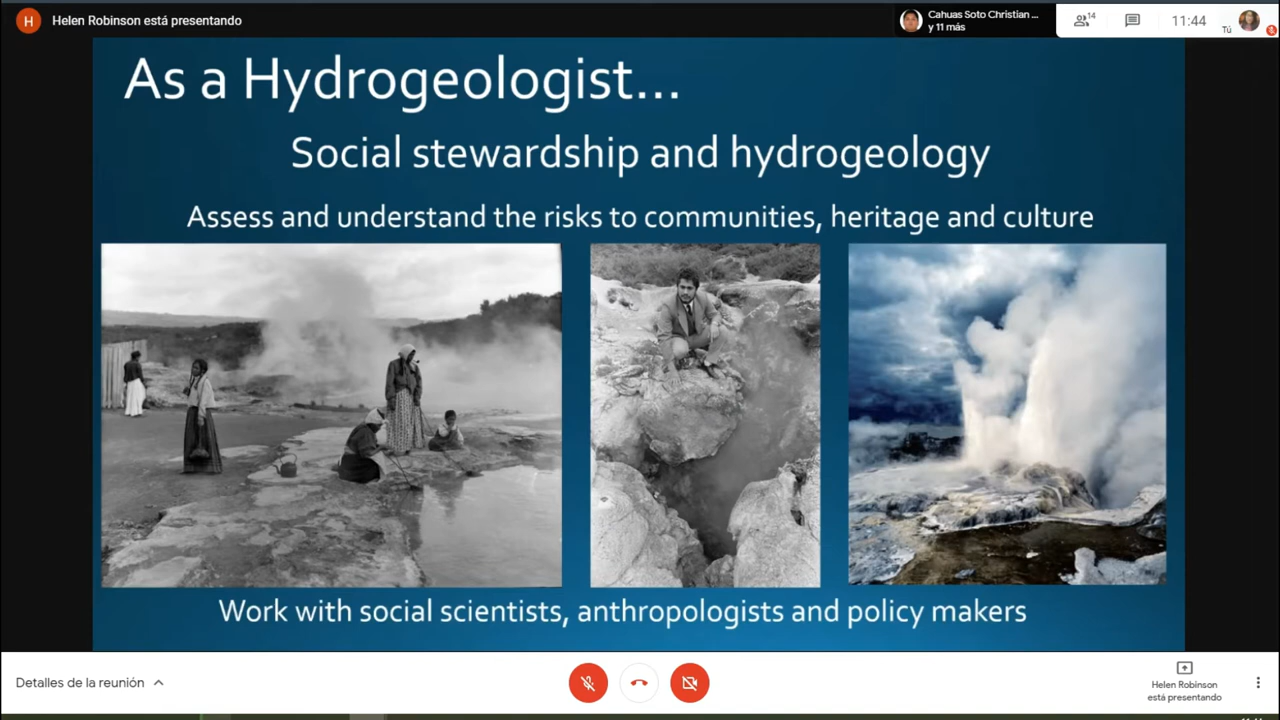 H
Helen Robinson está presentando
Cahuas Soto Christian ...
y 11 más
14
11:44
Tú
As a Hydrogeologist...
Social stewardship and hydrogeology
Assess and understand the risks to communities, heritage and culture
Work with social scientists, anthropologists and policy makers
Detalles de la reunión
Helen Robinson
está presentando